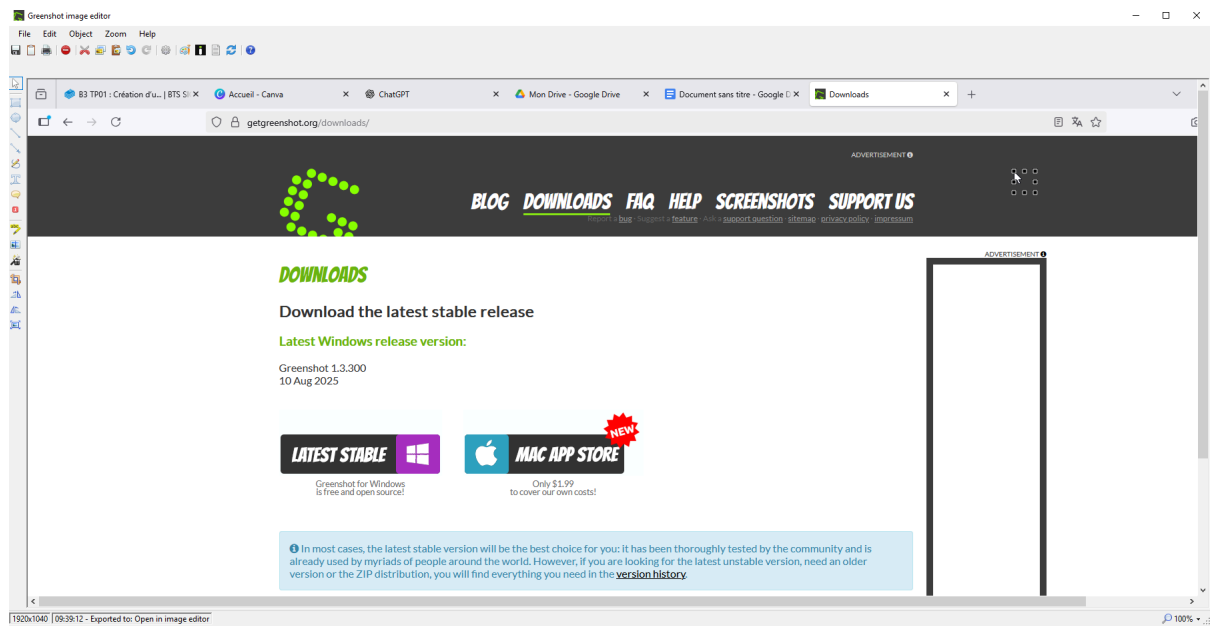 Greenshot image editor
File Edit Object Zoom Help
B3 TP01 : Création d'u... | BTS SI
Accueil - Canva
ChatGPT
Mon Drive - Google Drive
Document sans titre - Google D
Downloads
getgreenshot.org/downloads/
ADVERTISEMENT
BLOG DOWNLOADS FAQ HELP SCREENSHOTS SUPPORT US
Report a bug · Suggest a feature · Ask a support question · sitemap · privacy policy · impressum
ADVERTISEMENT
DOWNLOADS
Download the latest stable release
Latest Windows release version:
Greenshot 1.3.300
10 Aug 2025
NEW
LATEST STABLE
MAC APP STORE
Greenshot for Windows
is free and open source!
Only $1.99
to cover our own costs!
In most cases, the latest stable version will be the best choice for you: it has been thoroughly tested by the community and is
already used by myriads of people around the world. However, if you are looking for the latest unstable version, need an older
version or the ZIP distribution, you will find everything you need in the version history.
1920x1040 09:39:12 - Exported to: Open in image editor
100%